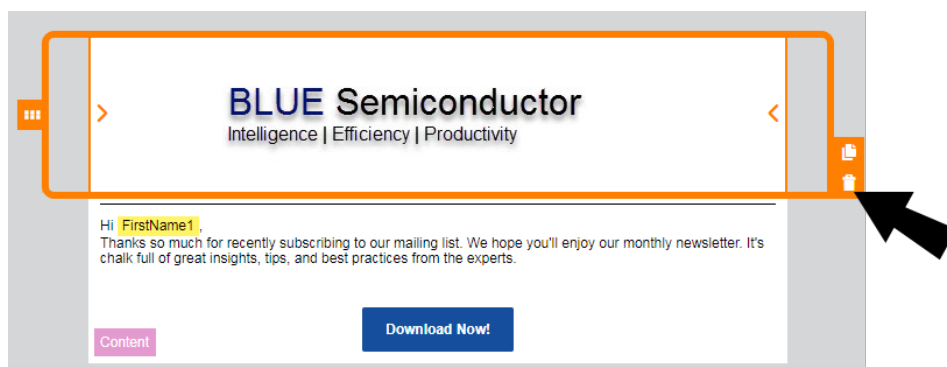 BLUE Semiconductor
Intelligence | Efficiency | Productivity
Hi FirstName1 ,
Thanks so much for recently subscribing to our mailing list. We hope you'll enjoy our monthly newsletter. It's
chalk full of great insights, tips, and best practices from the experts.
Download Now!
Content